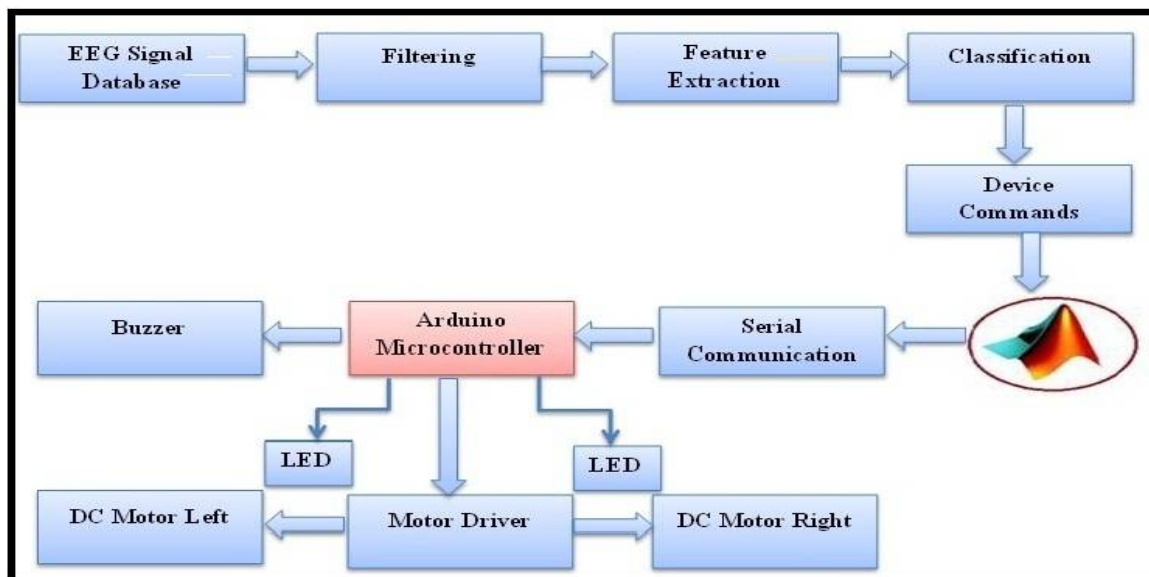 EEG Signal
Database
Filtering
Feature
Extraction
Classification
Device
Commands
Buzzer
Arduino
Microcontroller
Serial
Communication
LED
LED
DC Motor Left
Motor Driver
DC Motor Right